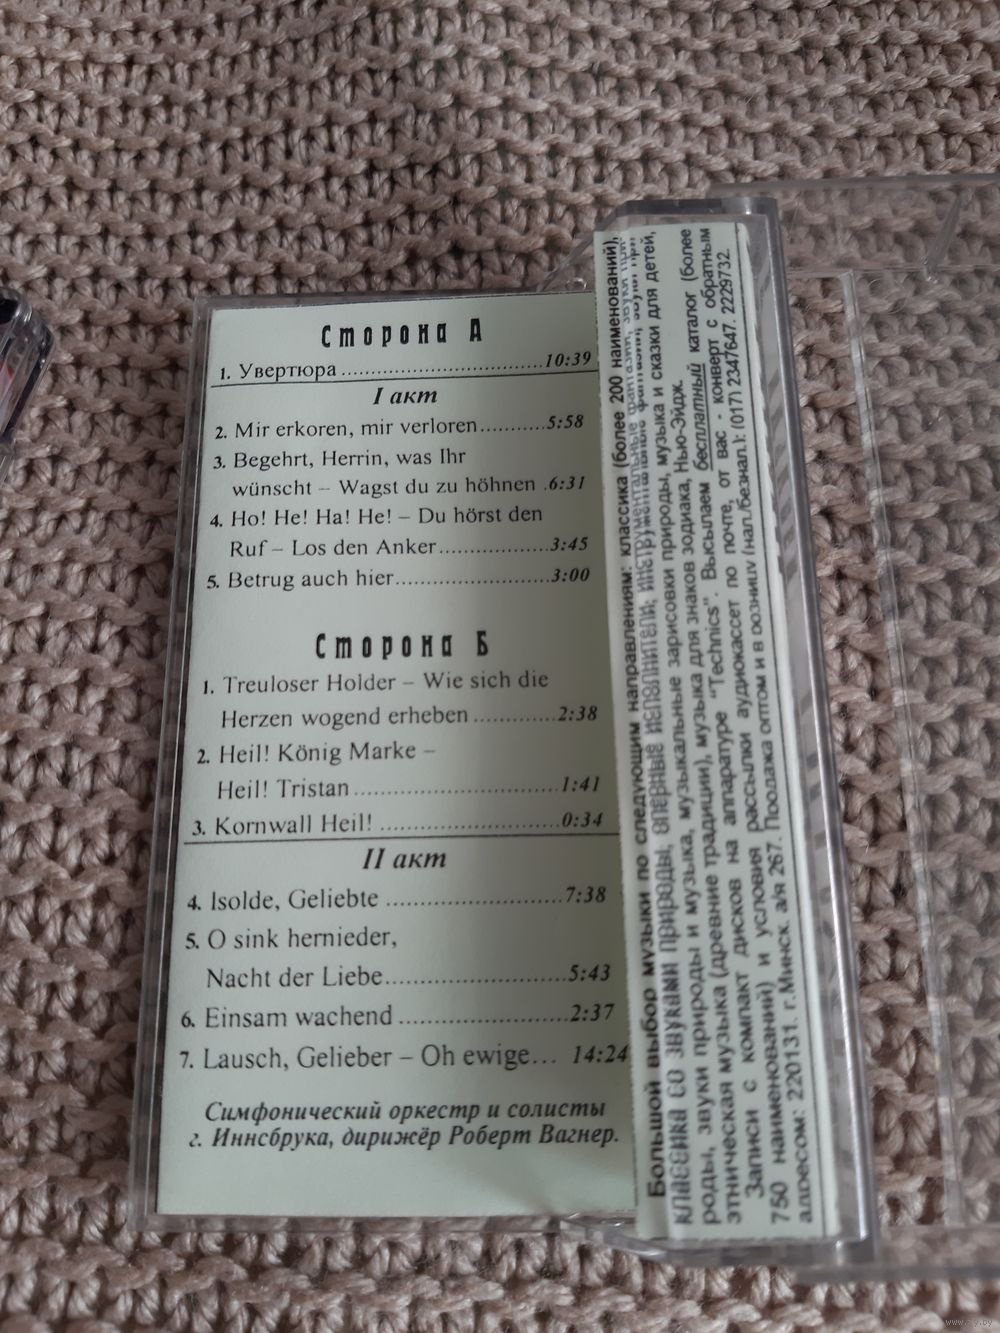 Сторона А
1. Увертюра ................................10:39
I акт
2. Mir erkoren, mir verloren..........5:58
3. Begehrt, Herrin, was Ihr
wünscht – Wagst du zu höhnen .6:31
4. Ho! He! Ha! He! – Du hörst den
Ruf – Los den Anker................3:45
5. Betrug auch hier.......................3:00
Сторона Б
1. Treuloser Holder – Wie sich die
Herzen wogend erheben ............2:38
2. Heil! König Marke –
Heil! Tristan ............................1:41
3. Kornwall Heil! .........................0:34
II акт
4. Isolde, Geliebte .......................7:38
5. O sink hernieder,
Nacht der Liebe.......................5:43
6. Einsam wachend .....................2:37
7. Lausch, Gelieber – Oh ewige... 14:24
Симфонический оркестр и солисты
г. Иннсбрука, дирижёр Роберт Вагнер.
Большой выбор музыки по следующим направлениям: классика (более 200 наименований),
классика со звуками природы, оперные исполнители, инструментальные фантазии, звуки при-
роды, звуки природы и музыка, музыкальные зарисовки природы, музыка и сказки для детей,
этническая музыка (древние традиции), музыка для знаков зодиака, Нью-Эйдж.
Записи с компакт дисков на аппаратуре "Technics". Высылаем бесплатный каталог (более
750 наименований) и условия рассылки аудиокассет по почте, от вас - конверт с обратным
адресом: 220131. г.Минск. а/я 267. Продажа оптом и в розницу (нал./безнал.): (017) 2347647. 2229732.
www.ay.by